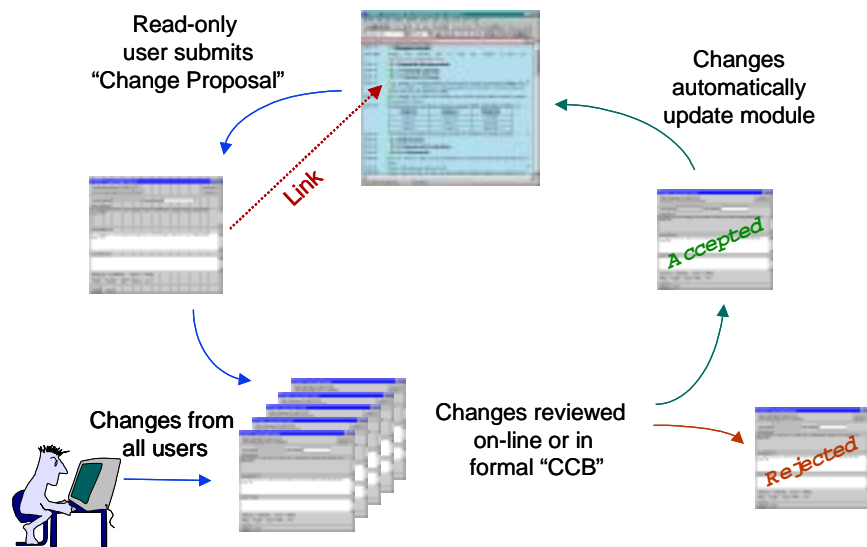 Read-only
user submits
“Change Proposal”
Changes
automatically
update module
Link
Accepted
Changes from
all users
Changes reviewed
on-line or in
formal “CCB”
Rejected